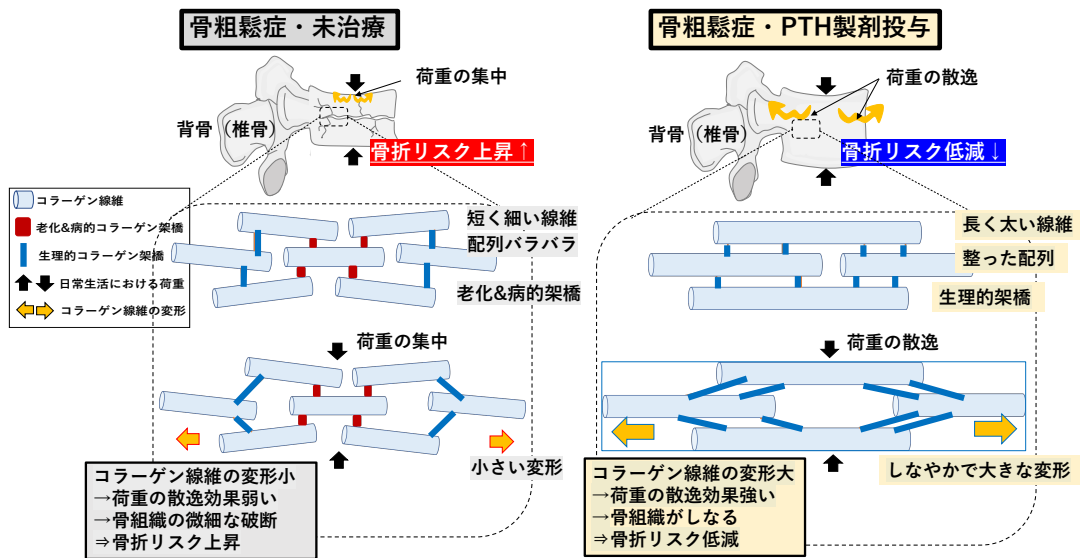 骨粗鬆症・未治療
荷重の集中
背骨（椎骨）
骨折リスク上昇↑
コラーゲン線維
老化&病的コラーゲン架橋
生理的コラーゲン架橋
日常生活における荷重
コラーゲン線維の変形
短く細い線維
配列バラバラ
老化&病的架橋
荷重の集中
小さい変形
コラーゲン線維の変形小
→荷重の散逸効果弱い
→骨組織の微細な破断
⇒骨折リスク上昇
骨粗鬆症・PTH製剤投与
荷重の散逸
背骨（椎骨）
骨折リスク低減↓
長く太い線維
整った配列
生理的架橋
荷重の散逸
しなやかで大きな変形
コラーゲン線維の変形大
→荷重の散逸効果強い
→骨組織がしなる
⇒骨折リスク低減